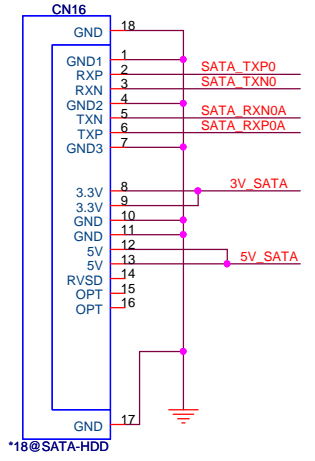 CN16
GND 18
GND1 1
RXP 2 SATA_TXP0
RXN 3 SATA_TXN0
GND2 4
TXN 5 SATA_RXN0A
TXP 6 SATA_RXP0A
GND3 7
3.3V 8 3V_SATA
3.3V 9
GND 10
GND 11
5V 12
5V 13 5V_SATA
RVSD 14
OPT 15
OPT 16
GND 17
*18@SATA-HDD